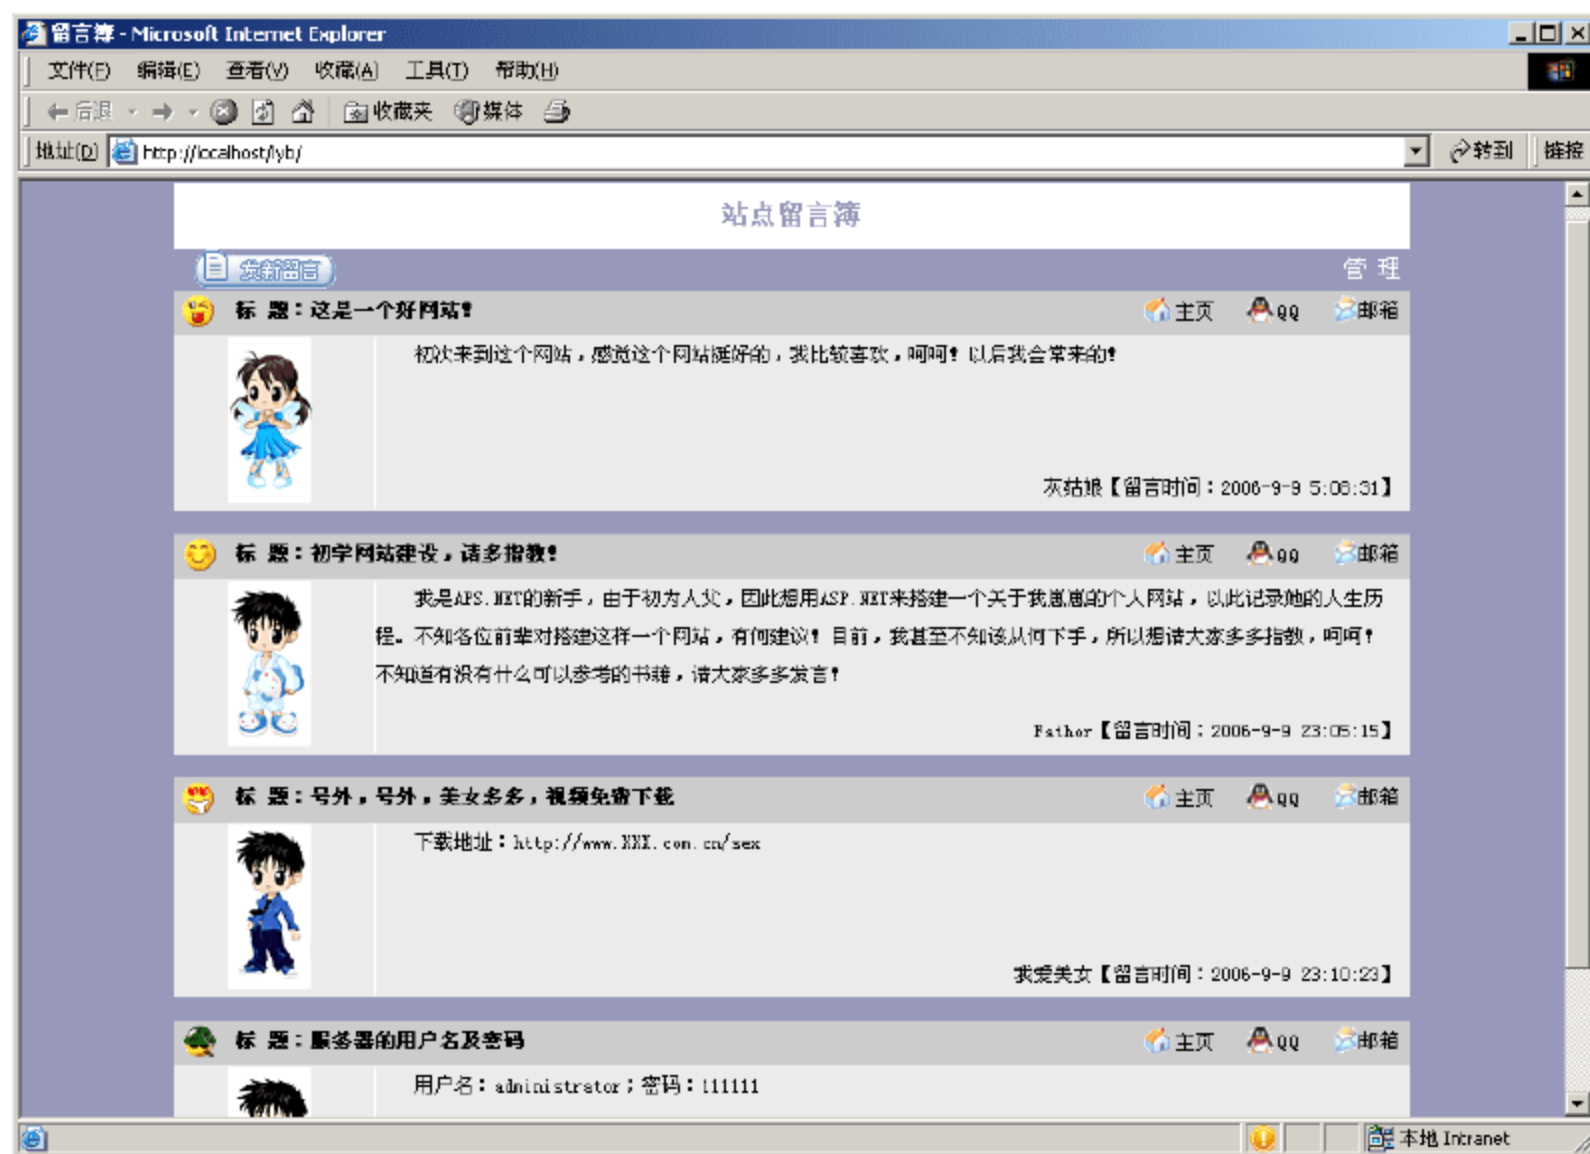 留言簿 - Microsoft Internet Explorer
文件(F) 编辑(E) 查看(V) 收藏(A) 工具(T) 帮助(H)
后退 收藏夹 媒体
地址(D) http://localhost/lyb/ 转到 链接
站点留言簿
发新留言 管 理
标 题：这是一个好网站！ 主页 QQ 邮箱
初次来到这个网站，感觉这个网站挺好的，我比较喜欢，呵呵！以后我会常来的！
灰姑娘【留言时间：2006-9-9 5:08:31】
标 题：初学网站建设，请多指教！ 主页 QQ 邮箱
我是APS.NET的新手，由于初为人父，因此想用ASP.NET来搭建一个关于我崽崽的个人网站，以此记录她的人生历
程。不知各位前辈对搭建这样一个网站，有何建议！目前，我甚至不知该从何下手，所以想请大家多多指教，呵呵！
不知道有没有什么可以参考的书籍，请大家多多发言！
Father【留言时间：2006-9-9 23:05:15】
标 题：号外，号外，美女多多，视频免费下载 主页 QQ 邮箱
下载地址：http://www.XXX.com.cn/sex
我爱美女【留言时间：2006-9-9 23:10:23】
标 题：服务器的用户名及密码 主页 QQ 邮箱
用户名：administrator；密码：111111
本地 Intranet